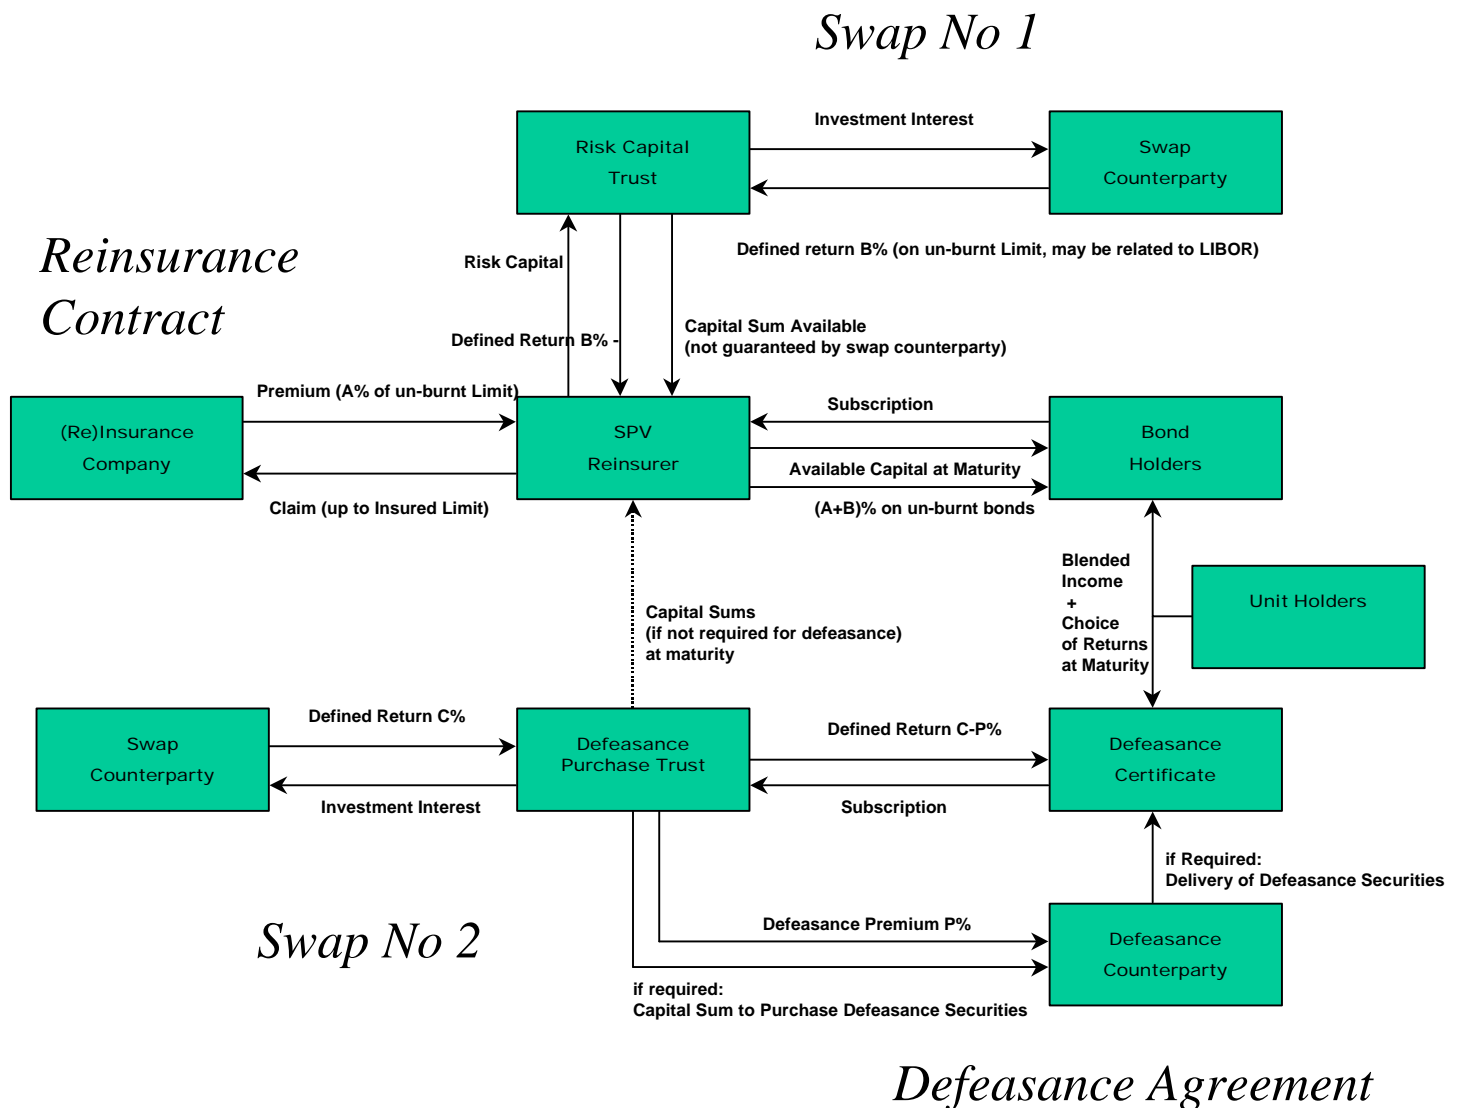 Swap No 1
Risk Capital
Trust
Investment Interest
Swap
Counterparty
Reinsurance
Contract
Risk Capital
Defined return B% (on un-burnt Limit, may be related to LIBOR)
Defined Return B% -
Capital Sum Available
(not guaranteed by swap counterparty)
Premium (A% of un-burnt Limit)
(Re)Insurance
Company
Claim (up to Insured Limit)
SPV
Reinsurer
Subscription
Available Capital at Maturity
(A+B)% on un-burnt bonds
Bond
Holders
Blended
Income
+
Choice
of Returns
at Maturity
Unit Holders
Capital Sums
(if not required for defeasance)
at maturity
Swap
Counterparty
Defined Return C%
Investment Interest
Defeasance
Purchase Trust
Defined Return C-P%
Subscription
Defeasance
Certificate
if Required:
Delivery of Defeasance Securities
Swap No 2
Defeasance Premium P%
if required:
Capital Sum to Purchase Defeasance Securities
Defeasance
Counterparty
Defeasance Agreement